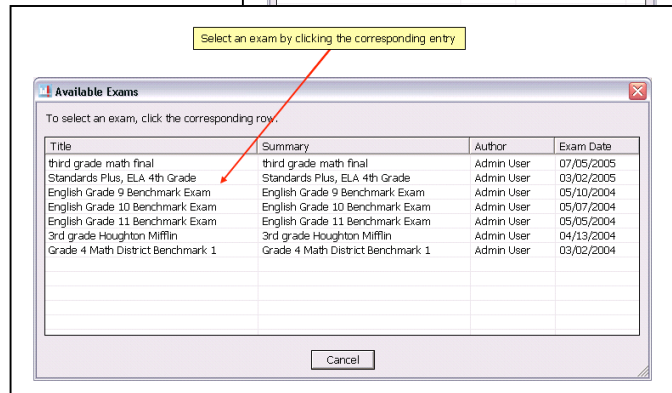 Select an exam by clicking the corresponding entry
Available Exams
To select an exam, click the corresponding row.
Title Summary Author Exam Date
third grade math final third grade math final Admin User 07/05/2005
Standards Plus, ELA 4th Grade Standards Plus, ELA 4th Grade Admin User 03/02/2005
English Grade 9 Benchmark Exam English Grade 9 Benchmark Exam Admin User 05/10/2004
English Grade 10 Benchmark Exam English Grade 10 Benchmark Exam Admin User 05/07/2004
English Grade 11 Benchmark Exam English Grade 11 Benchmark Exam Admin User 05/05/2004
3rd grade Houghton Mifflin 3rd grade Houghton Mifflin Admin User 04/13/2004
Grade 4 Math District Benchmark 1 Grade 4 Math District Benchmark 1 Admin User 03/02/2004
Cancel